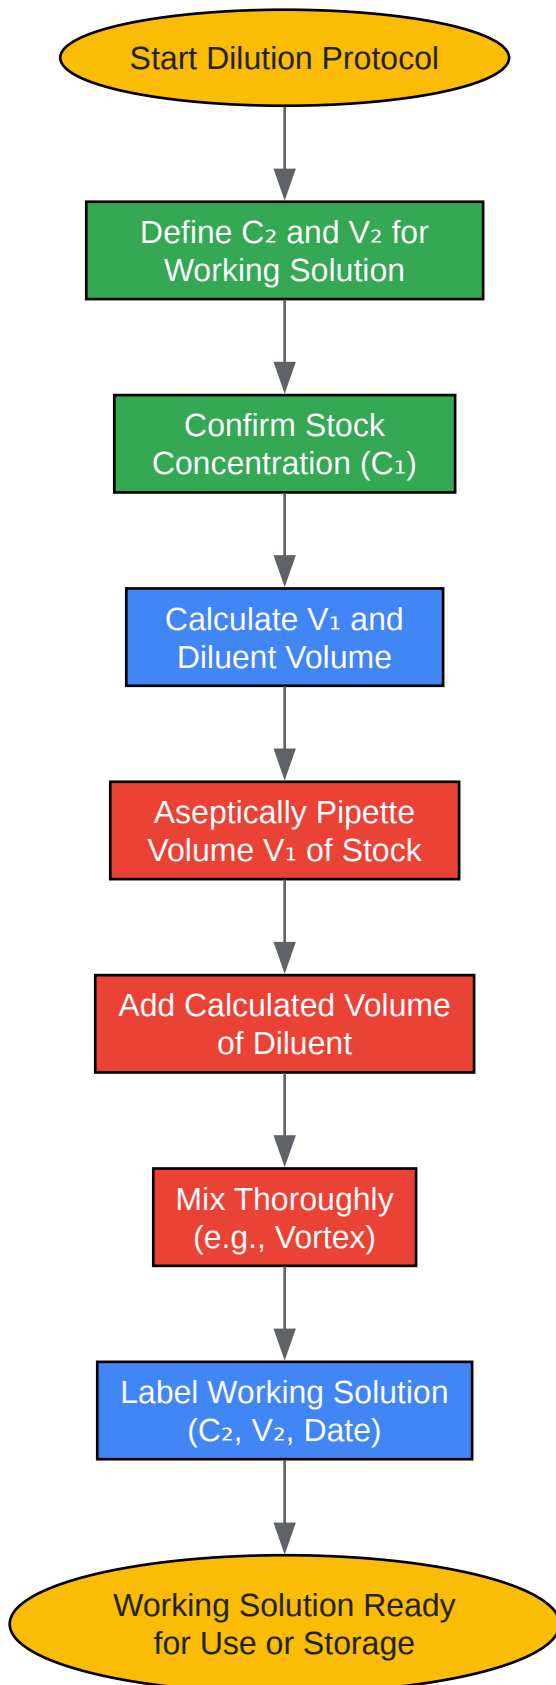 Start Dilution Protocol
Define C₂ and V₂ for
Working Solution
Confirm Stock
Concentration (C₁)
Calculate V₁ and
Diluent Volume
Aseptically Pipette
Volume V₁ of Stock
Add Calculated Volume
of Diluent
Mix Thoroughly
(e.g., Vortex)
Label Working Solution
(C₂, V₂, Date)
Working Solution Ready
for Use or Storage